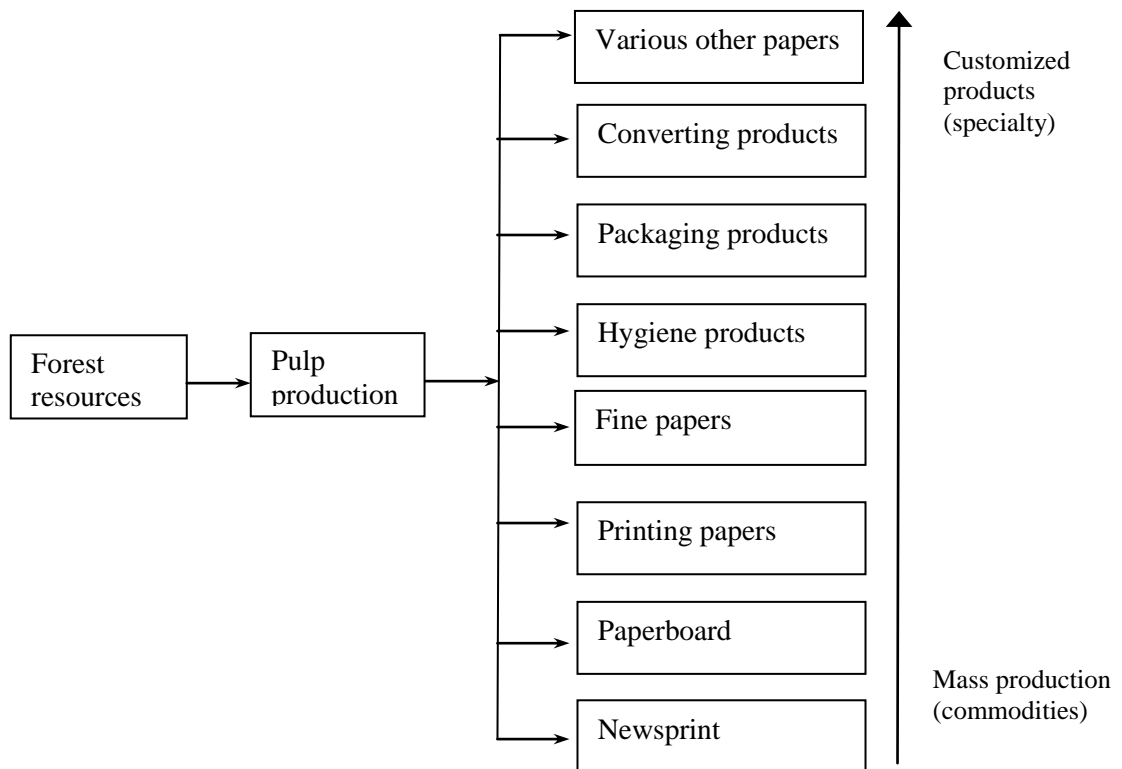 Various other papers
Customized
products
(specialty)
Converting products
Packaging products
Hygiene products
Forest
resources
Pulp
production
Fine papers
Printing papers
Paperboard
Mass production
(commodities)
Newsprint